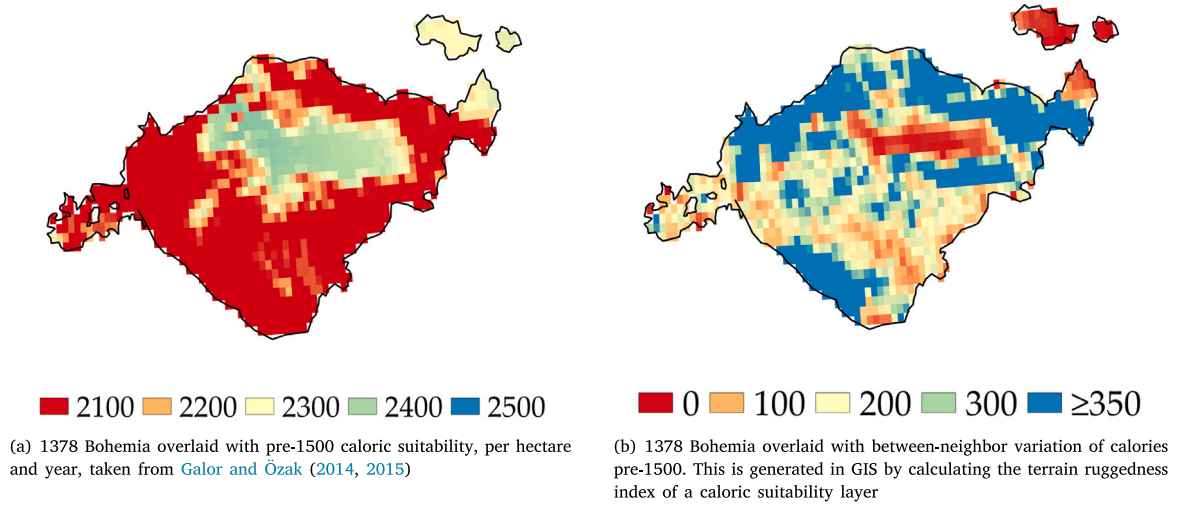 2100 2200 2300 2400 2500
0 100 200 300 ≥350
(a) 1378 Bohemia overlaid with pre-1500 caloric suitability, per hectare
and year, taken from Galor and Özak (2014, 2015)
(b) 1378 Bohemia overlaid with between-neighbor variation of calories
pre-1500. This is generated in GIS by calculating the terrain ruggedness
index of a caloric suitability layer